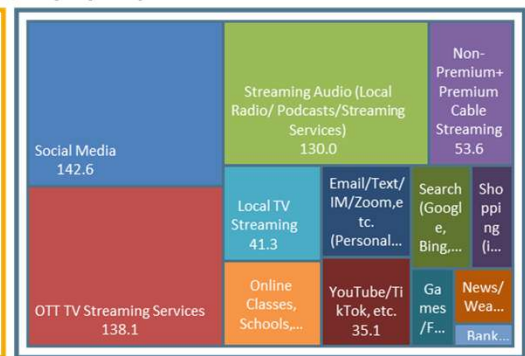 Social Media
142.6
OTT TV Streaming Services
138.1
Streaming Audio (Local
Radio/ Podcasts/Streaming
Services)
130.0
Non-
Premium+
Premium
Cable
Streaming
53.6
Local TV
Streaming
41.3
Online
Classes,
Schools,...
Email/Text/
IM/Zoom,e
tc.
(Personal...
YouTube/Ti
kTok, etc.
35.1
Search
(Googl
e,
Bing,...
Sho
ppi
ng
(i...
Ga
mes
/F...
News/
Wea...
Bank...